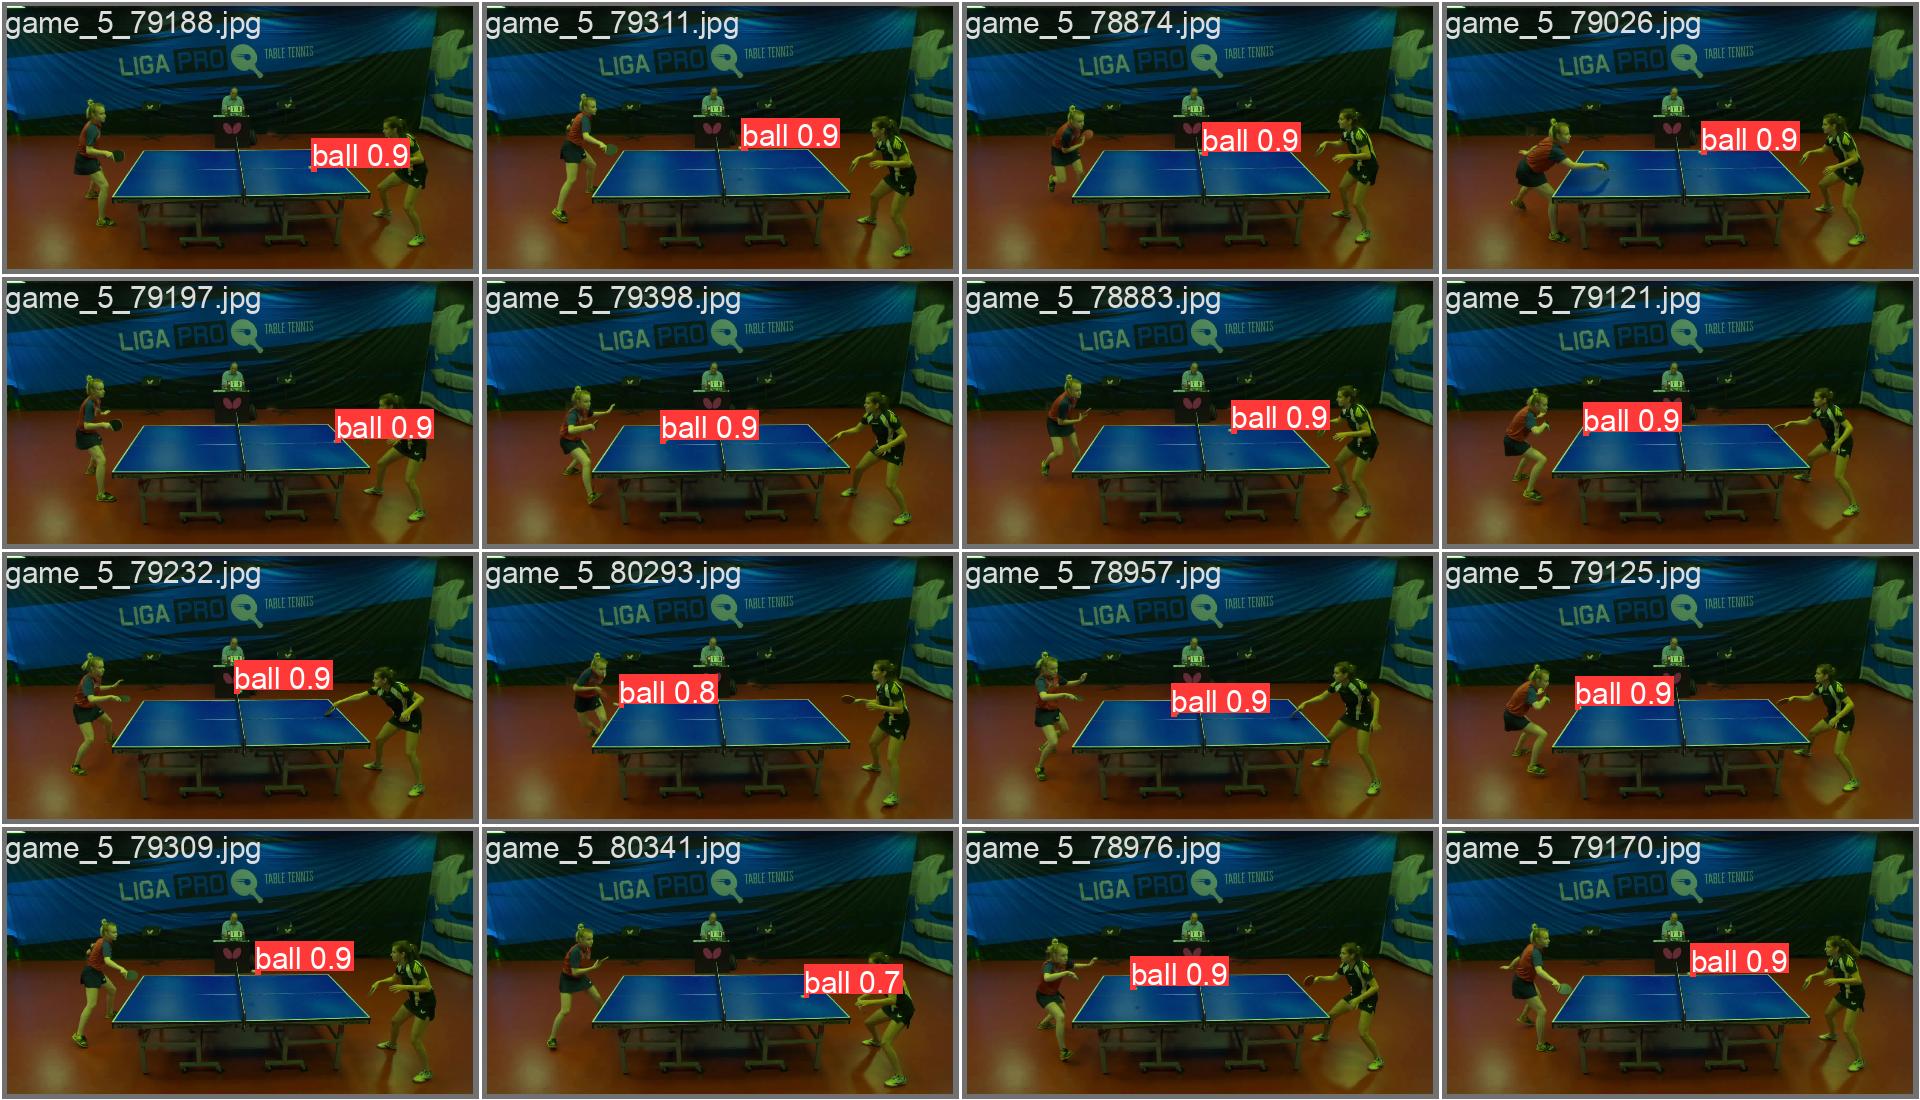 game_5_79188.jpg
LIGA PRO TABLE TENNIS
ball 0.9
game_5_79311.jpg
LIGA PRO TABLE TENNIS
ball 0.9
game_5_78874.jpg
LIGA PRO TABLE TENNIS
ball 0.9
game_5_79026.jpg
LIGA PRO TABLE TENNIS
ball 0.9
game_5_79197.jpg
LIGA PRO TABLE TENNIS
ball 0.9
game_5_79398.jpg
LIGA PRO TABLE TENNIS
ball 0.9
game_5_78883.jpg
LIGA PRO TABLE TENNIS
ball 0.9
game_5_79121.jpg
LIGA PRO TABLE TENNIS
ball 0.9
game_5_79232.jpg
LIGA PRO TABLE TENNIS
ball 0.9
game_5_80293.jpg
LIGA PRO TABLE TENNIS
ball 0.8
game_5_78957.jpg
LIGA PRO TABLE TENNIS
ball 0.9
game_5_79125.jpg
LIGA PRO TABLE TENNIS
ball 0.9
game_5_79309.jpg
LIGA PRO TABLE TENNIS
ball 0.9
game_5_80341.jpg
LIGA PRO TABLE TENNIS
ball 0.7
game_5_78976.jpg
LIGA PRO TABLE TENNIS
ball 0.9
game_5_79170.jpg
LIGA PRO TABLE TENNIS
ball 0.9